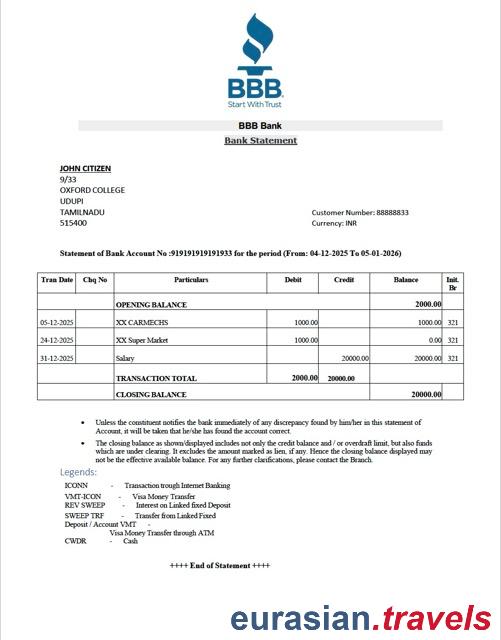 BBB
Start With Trust
BBB Bank
Bank Statement
JOHN CITIZEN
9/33
OXFORD COLLEGE
UDUPI
TAMILNADU
515400
Customer Number: 88888833
Currency: INR
Statement of Bank Account No :919191919191933 for the period (From: 04-12-2025 To 05-01-2026)
Tran Date Chq No Particulars Debit Credit Balance Init. Br
OPENING BALANCE 2000.00
05-12-2025 XX CARMECHS 1000.00 1000.00 321
24-12-2025 XX Super Market 1000.00 0.00 321
31-12-2025 Salary 20000.00 20000.00 321
TRANSACTION TOTAL 2000.00 20000.00
CLOSING BALANCE 20000.00
• Unless the constituent notifies the bank immediately of any discrepancy found by him/her in this statement of
Account, it will be taken that he/she has found the account correct.
• The closing balance as shown/displayed includes not only the credit balance and / or overdraft limit, but also finds
which are under clearing. It excludes the amount marked as lien, if any. Hence the closing balance displayed may
not be the effective available balance. For any further clarifications, please contact the Branch.
Legends:
ICONN - Transaction trough Internet Banking
VMT-ICON - Visa Money Transfer
REV SWEEP - Interest on Linked fixed Deposit
SWEEP TRF - Transfer from Linked Fixed
Deposit / Account VMT -
Visa Money Transfer through ATM
CWDR - Cash
++++ End of Statement ++++
eurasian.travels